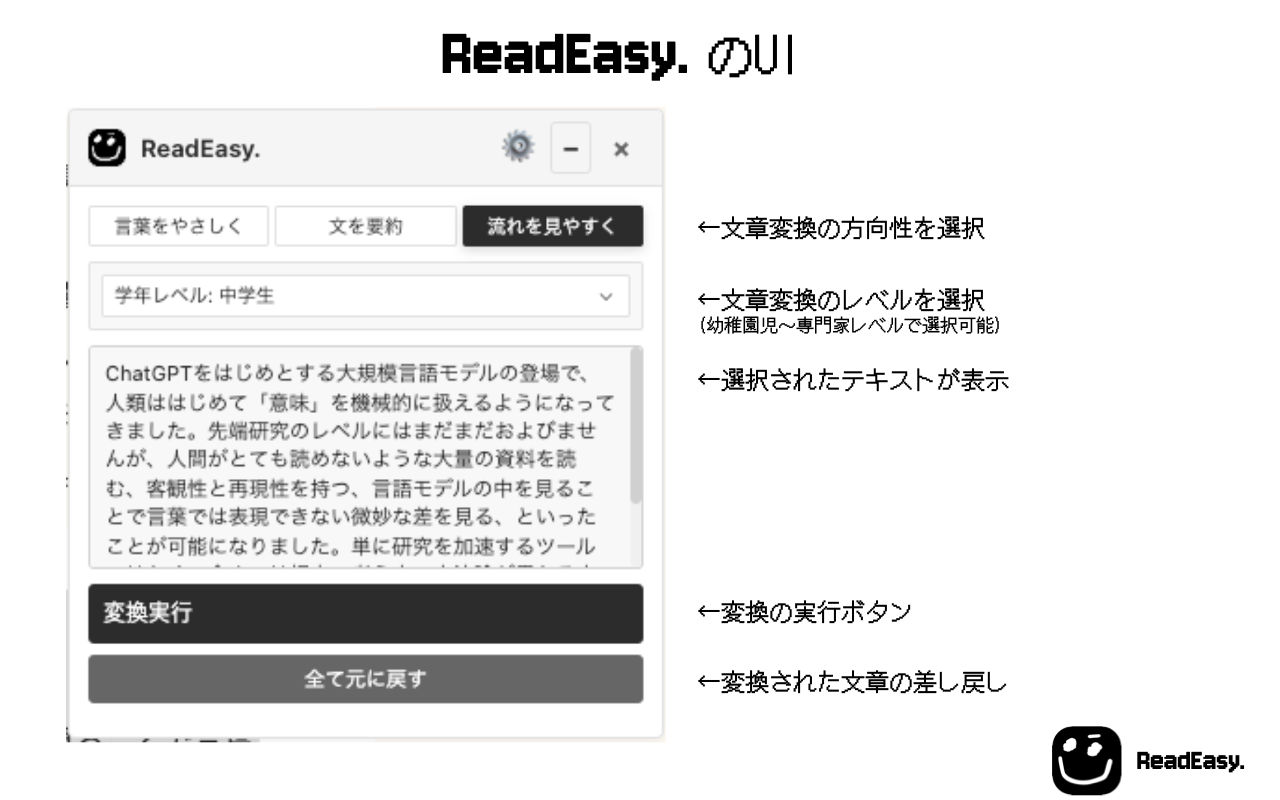 ReadEasy. のUI
ReadEasy.
言葉をやさしく 文を要約 流れを見やすく
←文章変換の方向性を選択
学年レベル: 中学生
←文章変換のレベルを選択
(幼稚園児～専門家レベルで選択可能)
ChatGPTをはじめとする大規模言語モデルの登場で、
←選択されたテキストが表示
人類ははじめて「意味」を機械的に扱えるようになって
きました。先端研究のレベルにはまだまだおよびませ
んが、人間がとても読めないような大量の資料を読
む、客観性と再現性を持つ、言語モデルの中を見るこ
とで言葉では表現できない微妙な差を見る、といった
ことが可能になりました。単に研究を加速するツール
変換実行
←変換の実行ボタン
全て元に戻す
←変換された文章の差し戻し
ReadEasy.